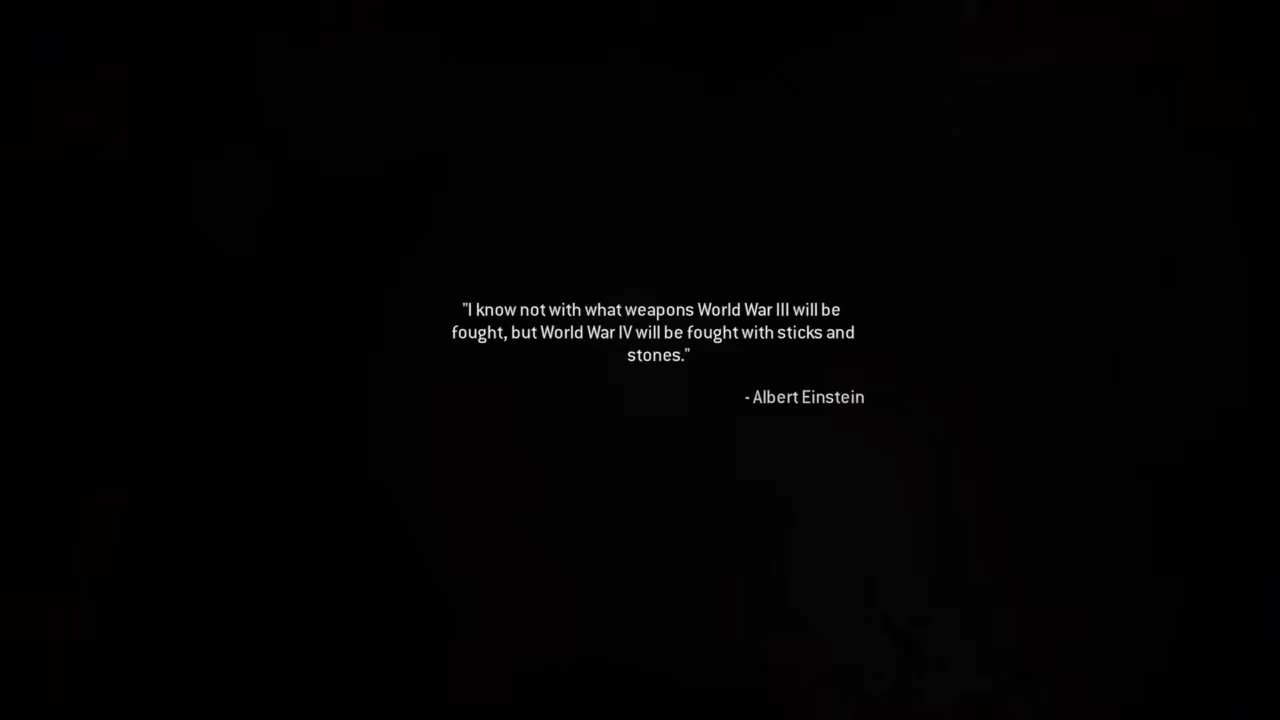 "I know not with what weapons World War III will be
fought, but World War IV will be fought with sticks and
stones."
- Albert Einstein